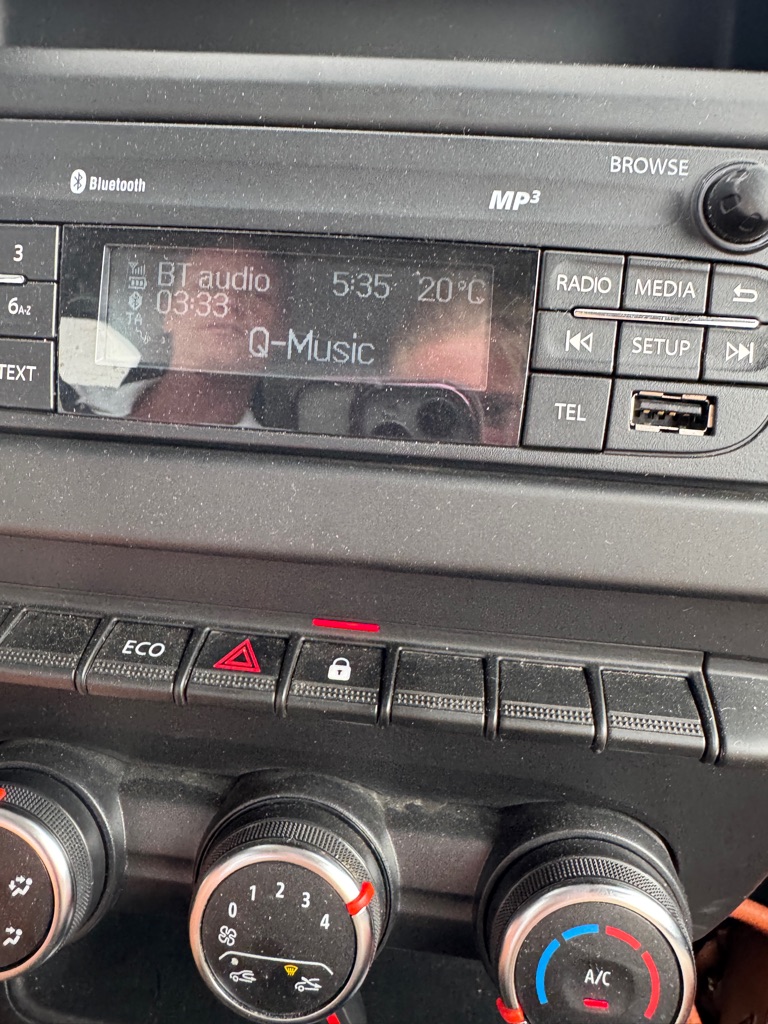 Bluetooth
MP3
BROWSE
3
6A-Z
TEXT
BT audio 5:35 20°C
03:33
TA
Q-Music
RADIO MEDIA
SETUP
TEL
ECO
0 1 2 3 4
A/C